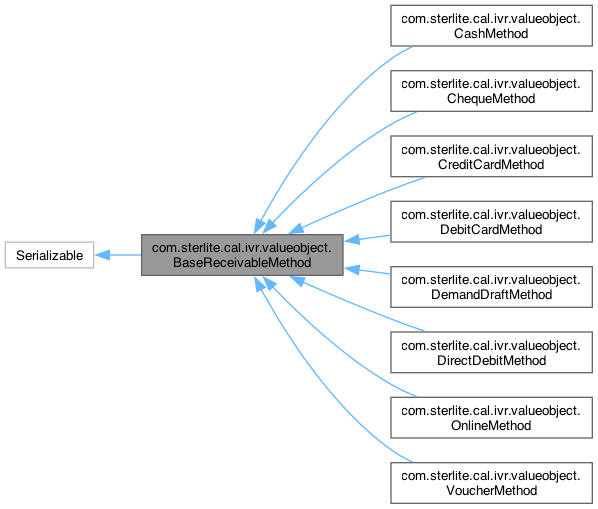 com.sterlite.cal.ivr.valueobject.
CashMethod
com.sterlite.cal.ivr.valueobject.
ChequeMethod
com.sterlite.cal.ivr.valueobject.
CreditCardMethod
com.sterlite.cal.ivr.valueobject.
DebitCardMethod
Serializable
com.sterlite.cal.ivr.valueobject.
BaseReceivableMethod
com.sterlite.cal.ivr.valueobject.
DemandDraftMethod
com.sterlite.cal.ivr.valueobject.
DirectDebitMethod
com.sterlite.cal.ivr.valueobject.
OnlineMethod
com.sterlite.cal.ivr.valueobject.
VoucherMethod